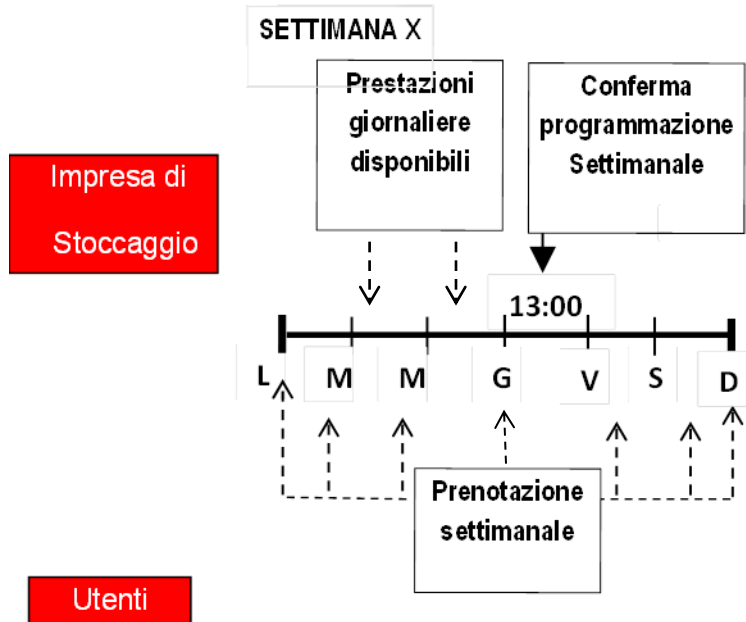 SETTIMANA X
Prestazioni
giornaliere
disponibili
Conferma
programmazione
Settimanale
Impresa di
Stoccaggio
13:00
L M M G V S D
Prenotazione
settimanale
Utenti